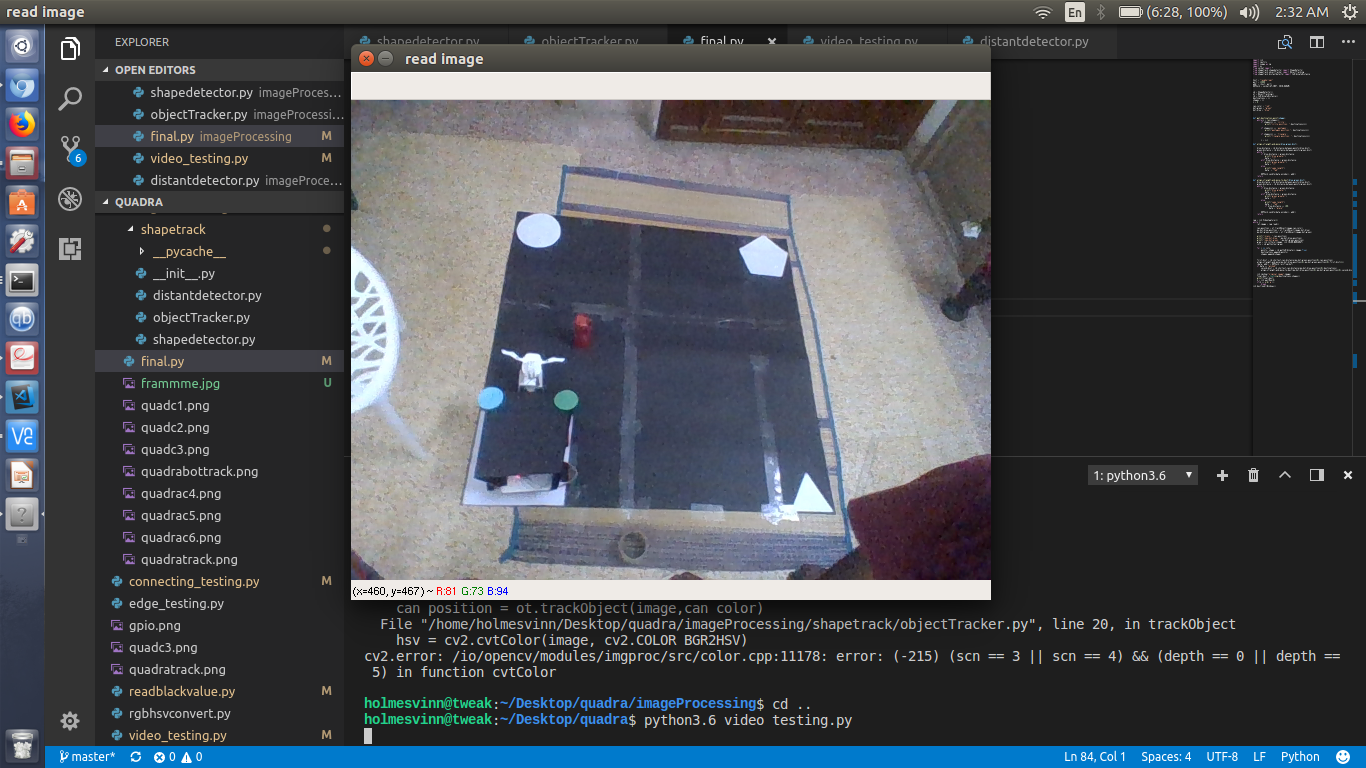 read image
En
(6:28, 100%)
2:32 AM
EXPLORER
shapedetector.py
objectTracker.py
final.py
video_testing.py
distantdetector.py
read image
OPEN EDITORS
shapedetector.py imageProces...
objectTracker.py imageProcessi...
final.py imageProcessing M
video_testing.py M
distantdetector.py imageProce...
QUADRA
shapetrack
__pycache__
__init__.py
distantdetector.py
objectTracker.py
shapedetector.py
final.py M
frammme.jpg U
quadc1.png
quadc2.png
quadc3.png
quadrabottrack.png
quadrac4.png
quadrac5.png
quadrac6.png
quadratrack.png
connecting_testing.py M
edge_testing.py
gpio.png
quadc3.png
quadratrack.png
readblackvalue.py M
rgbhsvconvert.py
video_testing.py M
6
1: python3.6
(x=460, y=467) ~ R:81 G:73 B:94
can position = ot.trackObject(image,can color)
File "/home/holmesvinn/Desktop/quadra/imageProcessing/shapetrack/objectTracker.py", line 20, in trackObject
hsv = cv2.cvtColor(image, cv2.COLOR BGR2HSV)
cv2.error: /io/opencv/modules/imgproc/src/color.cpp:11178: error: (-215) (scn == 3 || scn == 4) && (depth == 0 || depth ==
5) in function cvtColor
holmesvinn@tweak:~/Desktop/quadra/imageProcessing$ cd ..
holmesvinn@tweak:~/Desktop/quadra$ python3.6 video testing.py
master*
0
0
Ln 84, Col 1
Spaces: 4
UTF-8
LF
Python